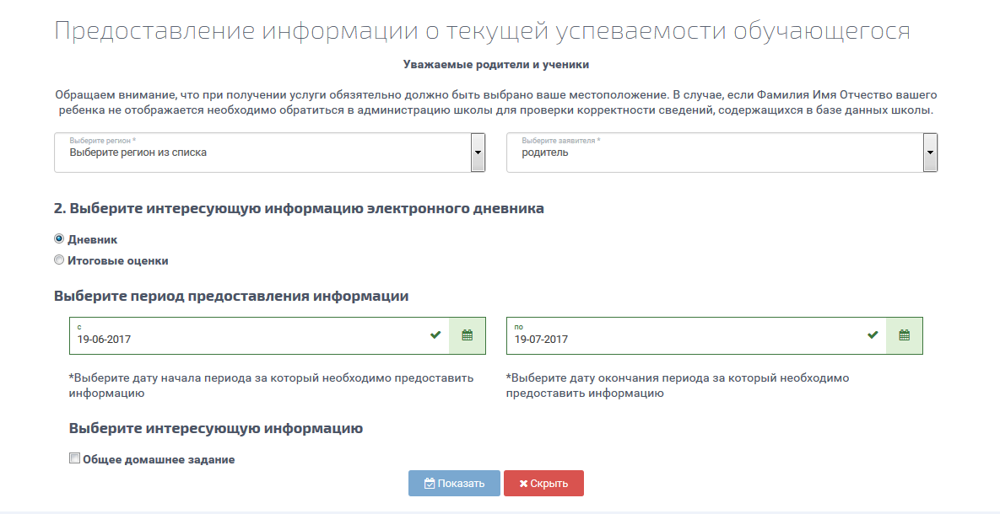 Предоставление информации о текущей успеваемости обучающегося
Уважаемые родители и ученики
Обращаем внимание, что при получении услуги обязятельно должно быть выбрано ваше местоположение. В случае, если Фамилия Имя Отчество вашего
ребенка не отображается необходимо обратиться в администрацию школы для проверки корректности сведений, содержащихся в базе данных школы.
Выберите регион *
Выберите регион из списка
Выберите заявителя *
родитель
2. Выберите интересующую информацию электронного дневника
Дневник
Итоговые оценки
Выберите период предоставления информации
с
19-06-2017
по
19-07-2017
*Выберите дату начала периода за который необходимо предоставить
информацию
*Выберите дату окончания периода за который необходимо
предоставить информацию
Выберите интересующую информацию
Общее домашнее задание
Показать
Скрыть